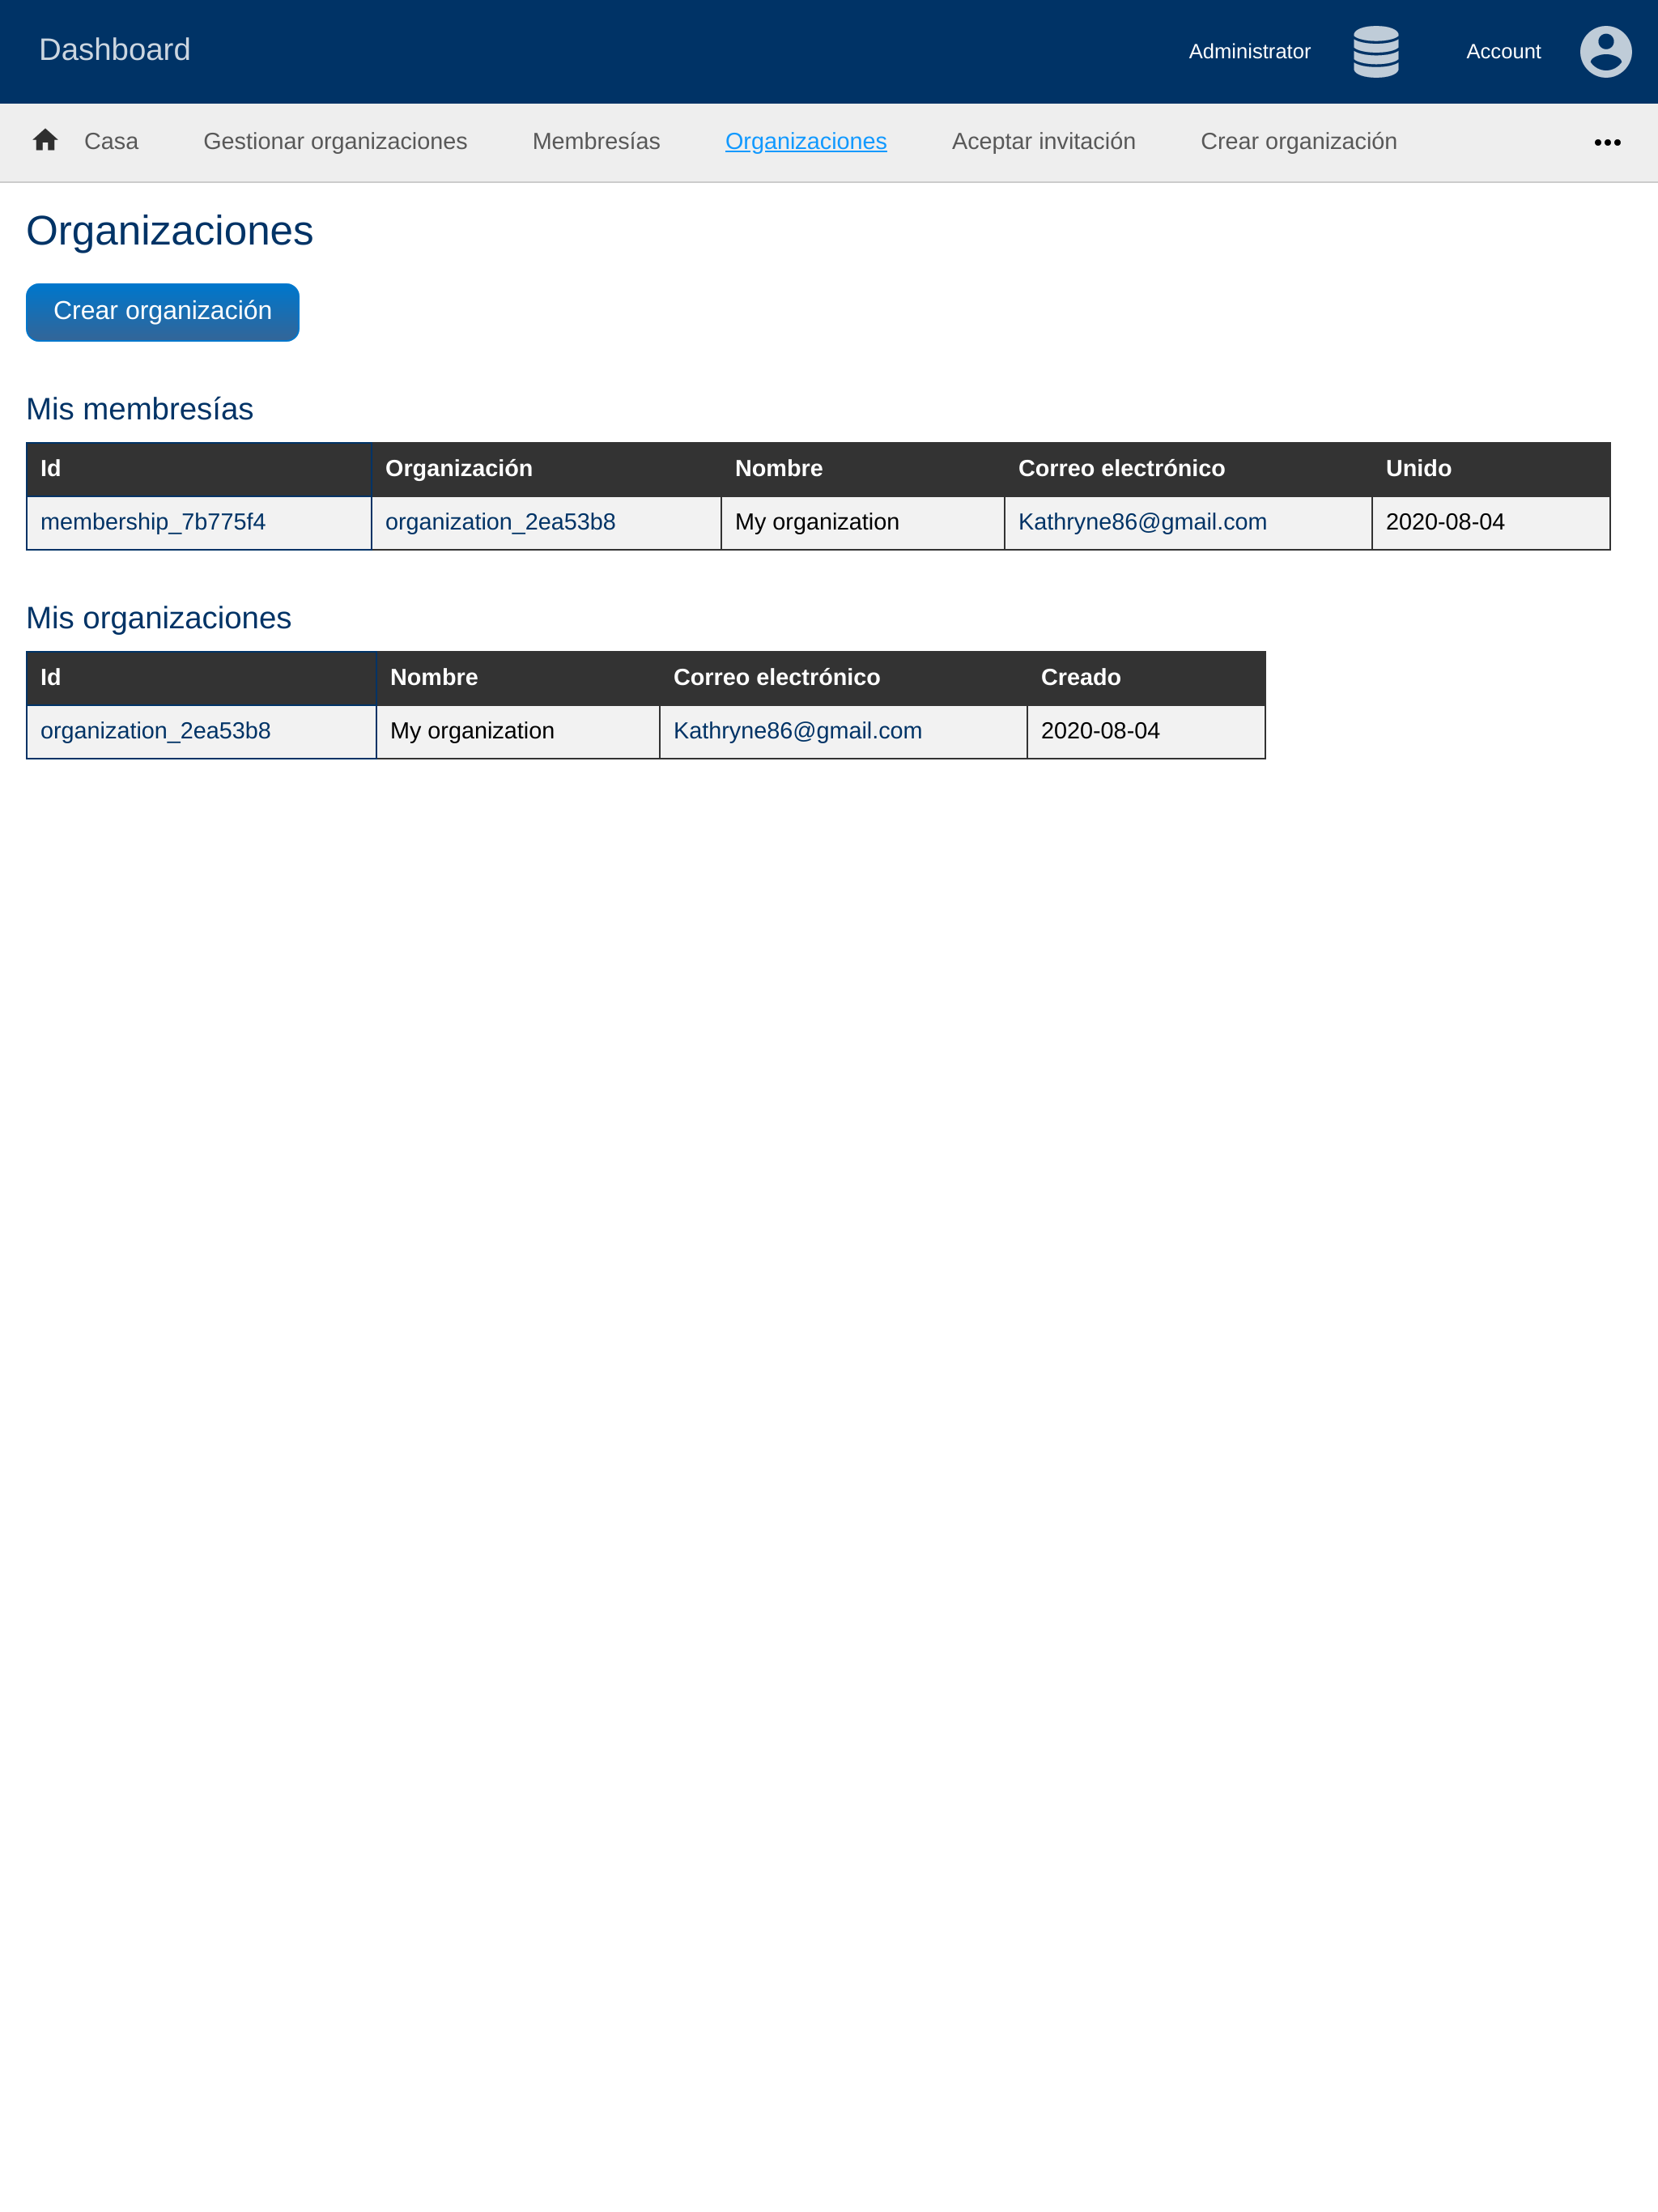 Dashboard Administrator Account
Casa Gestionar organizaciones Membresías Organizaciones Aceptar invitación Crear organización
Organizaciones
Crear organización
Mis membresías
Id Organización Nombre Correo electrónico Unido
membership_7b775f4 organization_2ea53b8 My organization Kathryne86@gmail.com 2020-08-04
Mis organizaciones
Id Nombre Correo electrónico Creado
organization_2ea53b8 My organization Kathryne86@gmail.com 2020-08-04